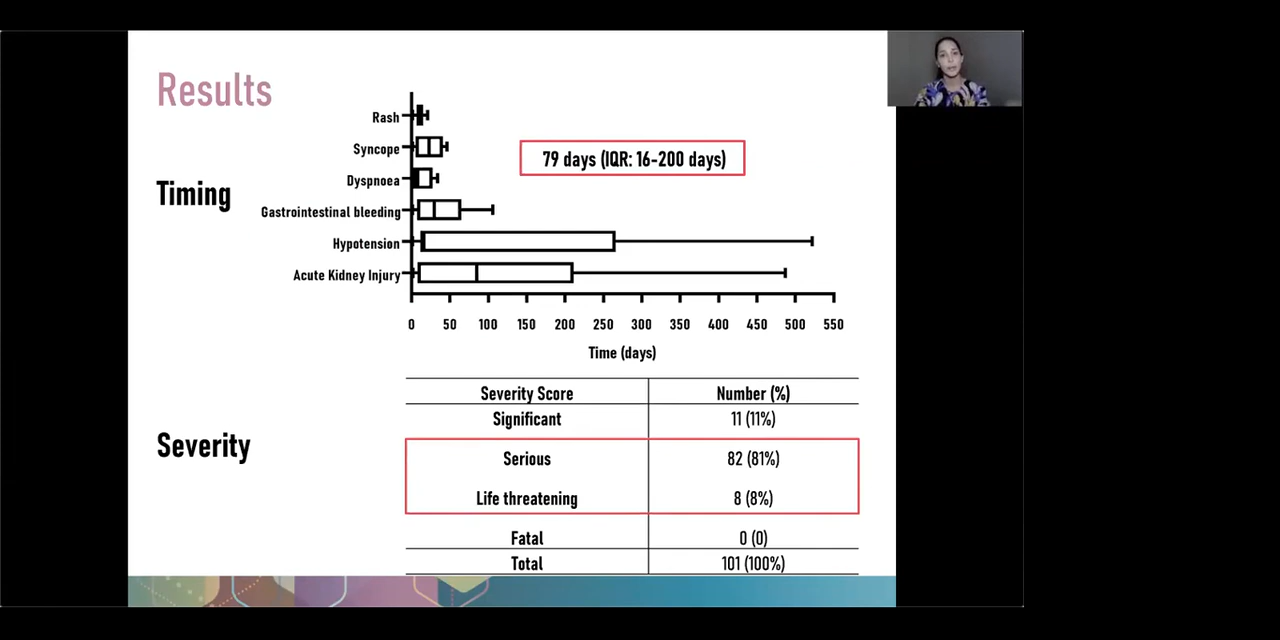 Results
Timing
Rash
Syncope
Dyspnoea
Gastrointestinal bleeding
Hypotension
Acute Kidney Injury
79 days (IQR: 16-200 days)
0 50 100 150 200 250 300 350 400 450 500 550
Time (days)
Severity
Severity Score Number (%)
Significant 11 (11%)
Serious 82 (81%)
Life threatening 8 (8%)
Fatal 0 (0)
Total 101 (100%)